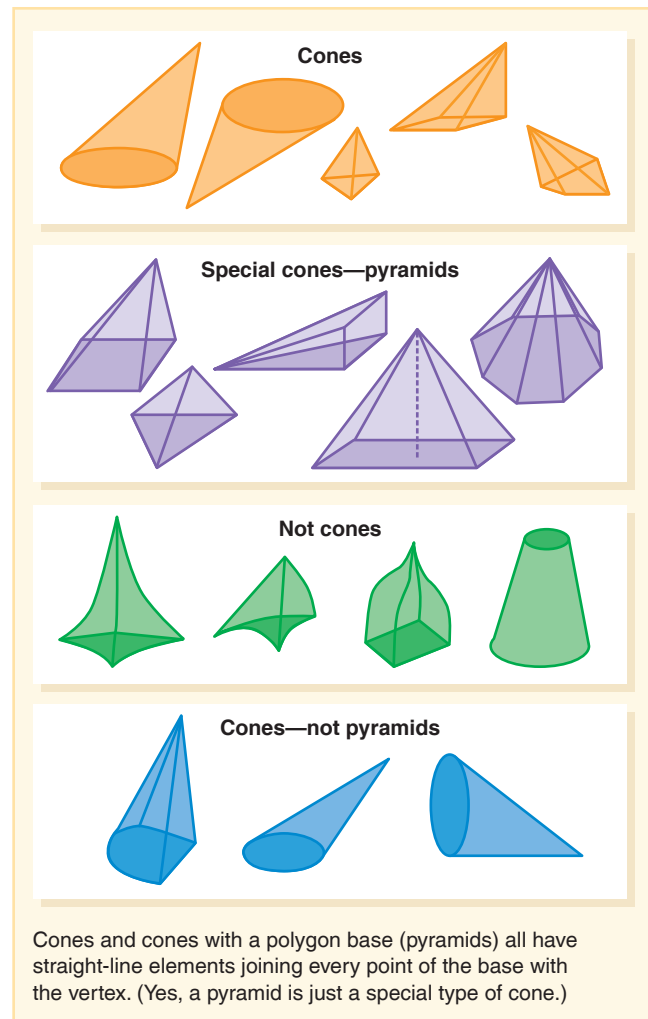 Cones
Special cones—pyramids
Not cones
Cones—not pyramids
Cones and cones with a polygon base (pyramids) all have
straight-line elements joining every point of the base with
the vertex. (Yes, a pyramid is just a special type of cone.)